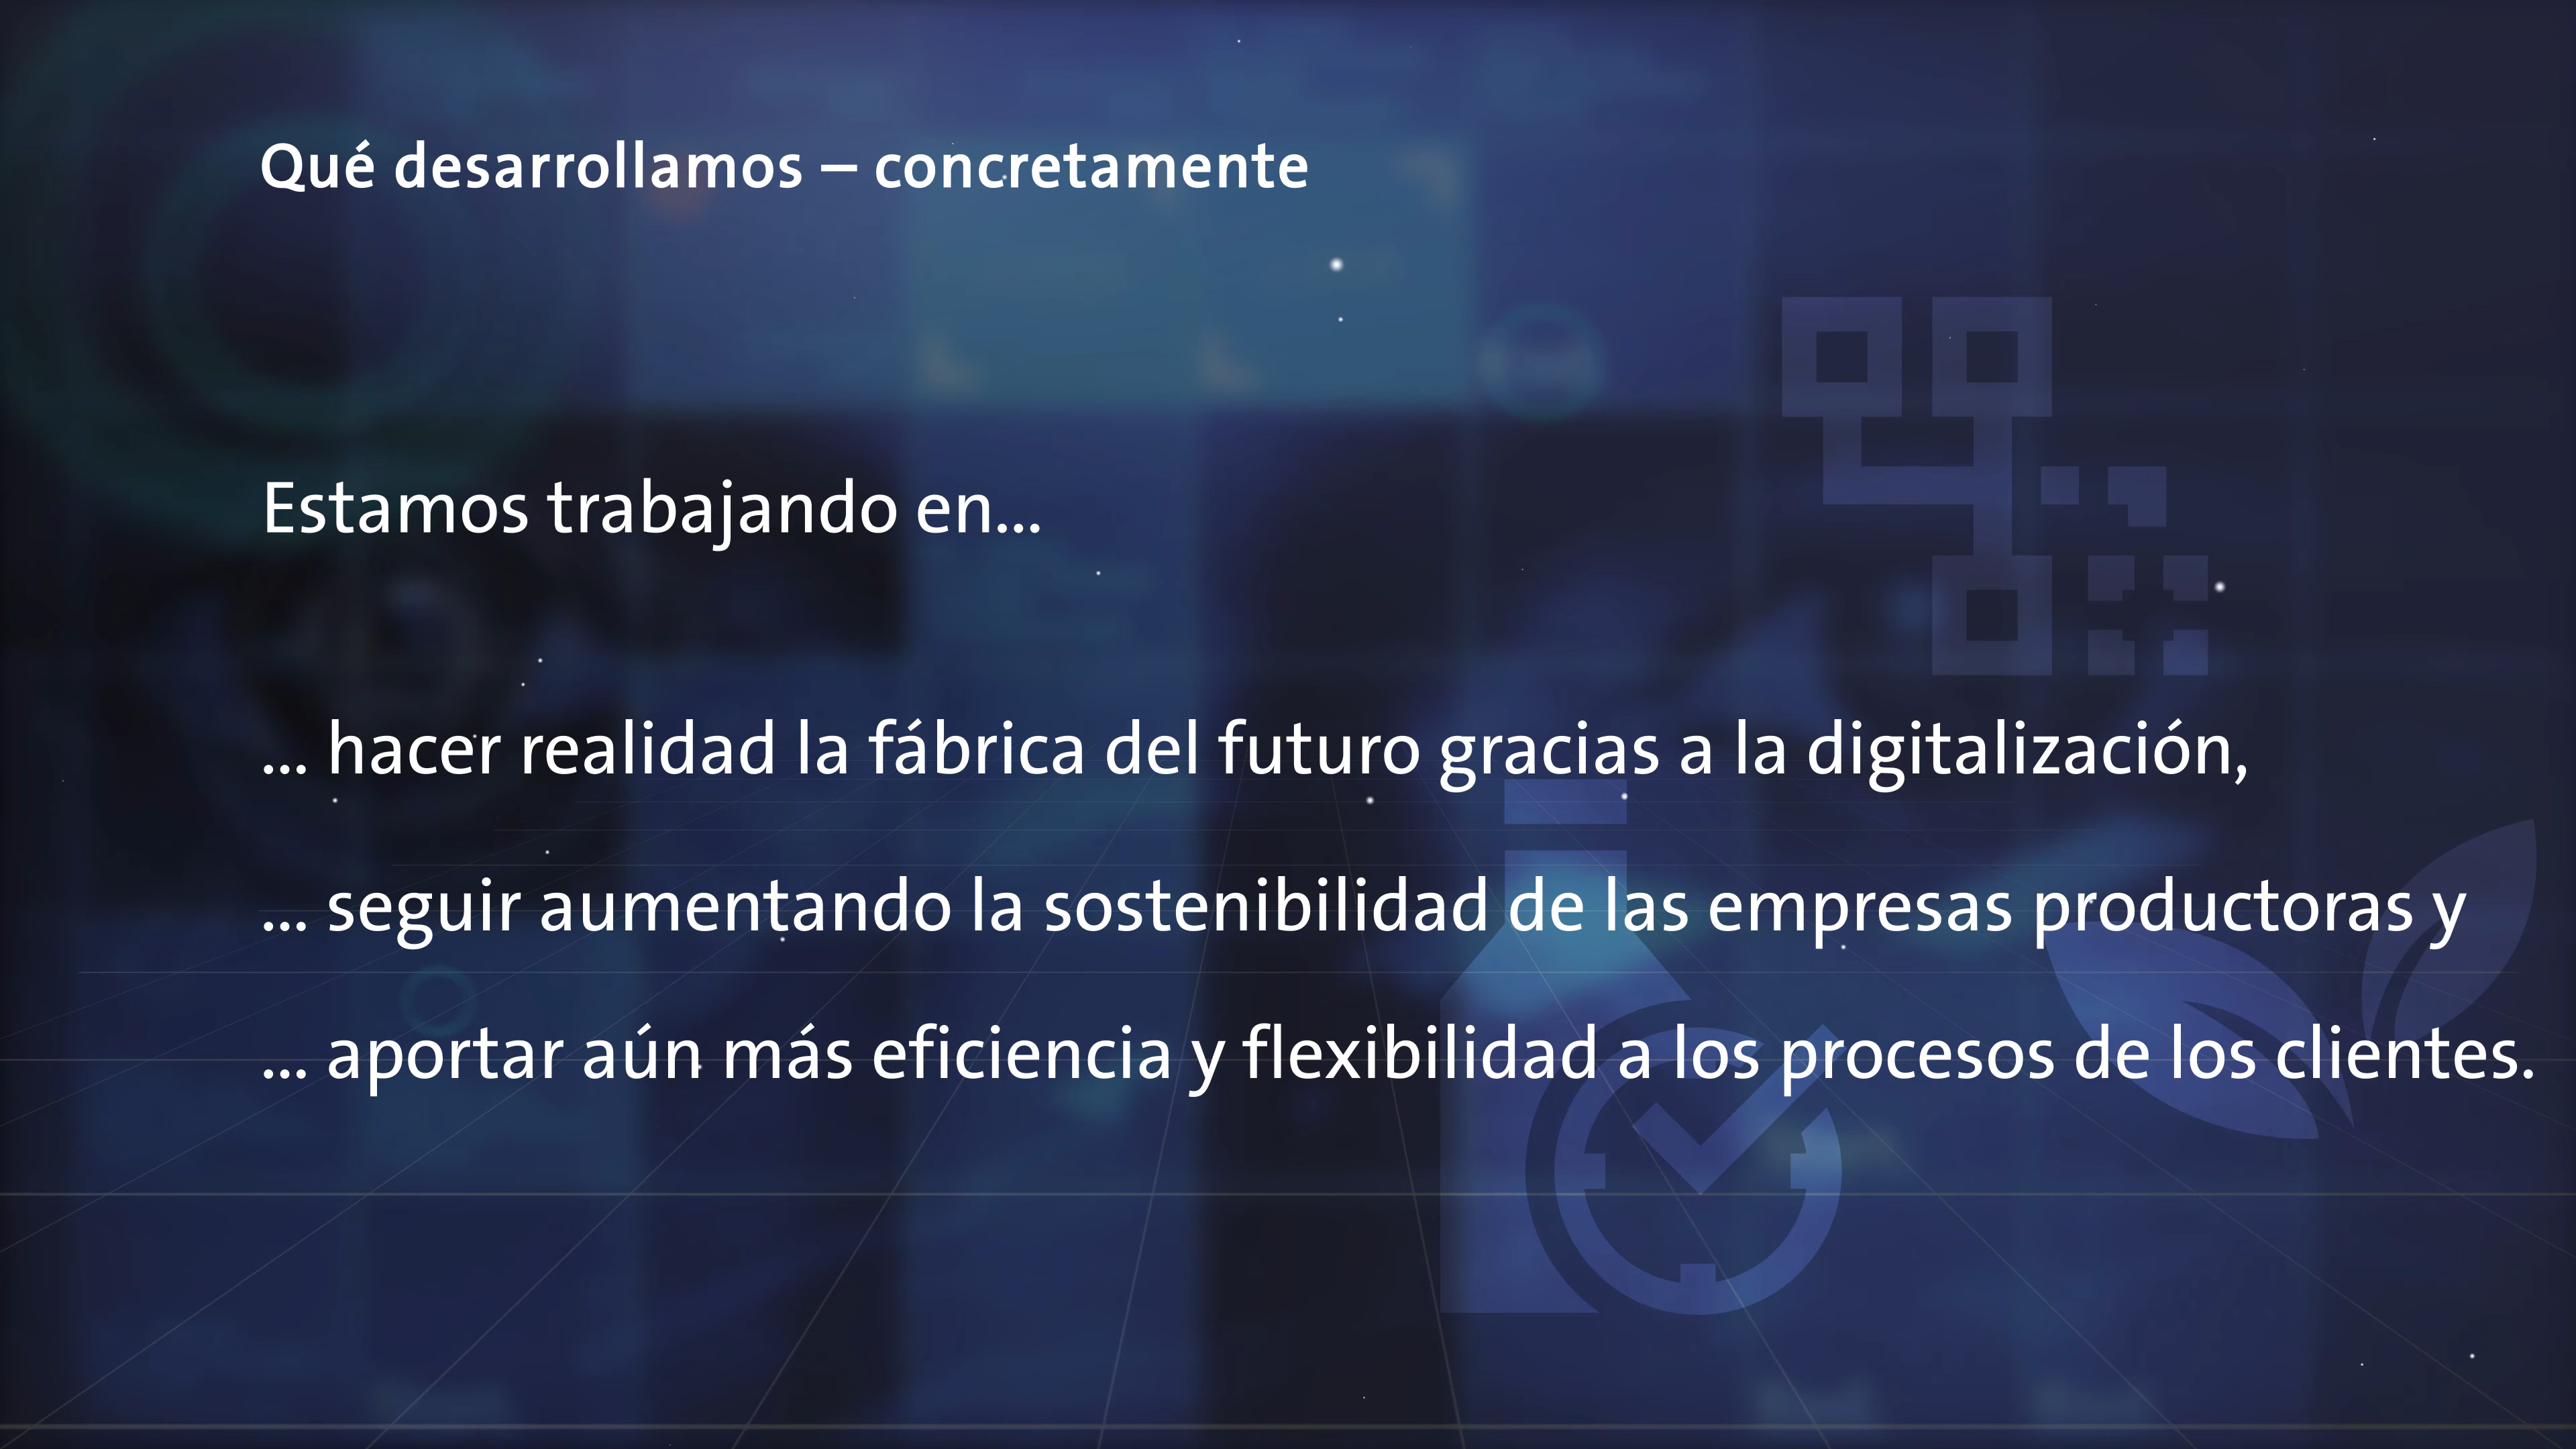 Qué desarrollamos – concretamente
Estamos trabajando en...
... hacer realidad la fábrica del futuro gracias a la digitalización,
... seguir aumentando la sostenibilidad de las empresas productoras y
... aportar aún más eficiencia y flexibilidad a los procesos de los clientes.